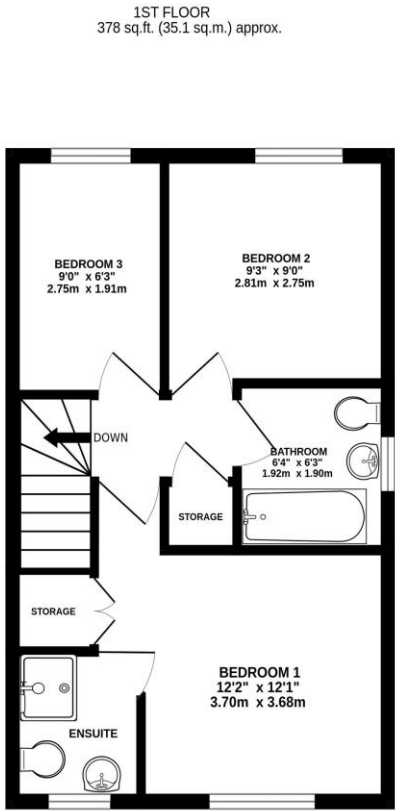 1ST FLOOR
378 sq.ft. (35.1 sq.m.) approx.
BEDROOM 3
9'0" x 6'3"
2.75m x 1.91m
BEDROOM 2
9'3" x 9'0"
2.81m x 2.75m
DOWN
BATHROOM
6'4" x 6'3"
1.92m x 1.90m
STORAGE
STORAGE
BEDROOM 1
12'2" x 12'1"
3.70m x 3.68m
ENSUITE